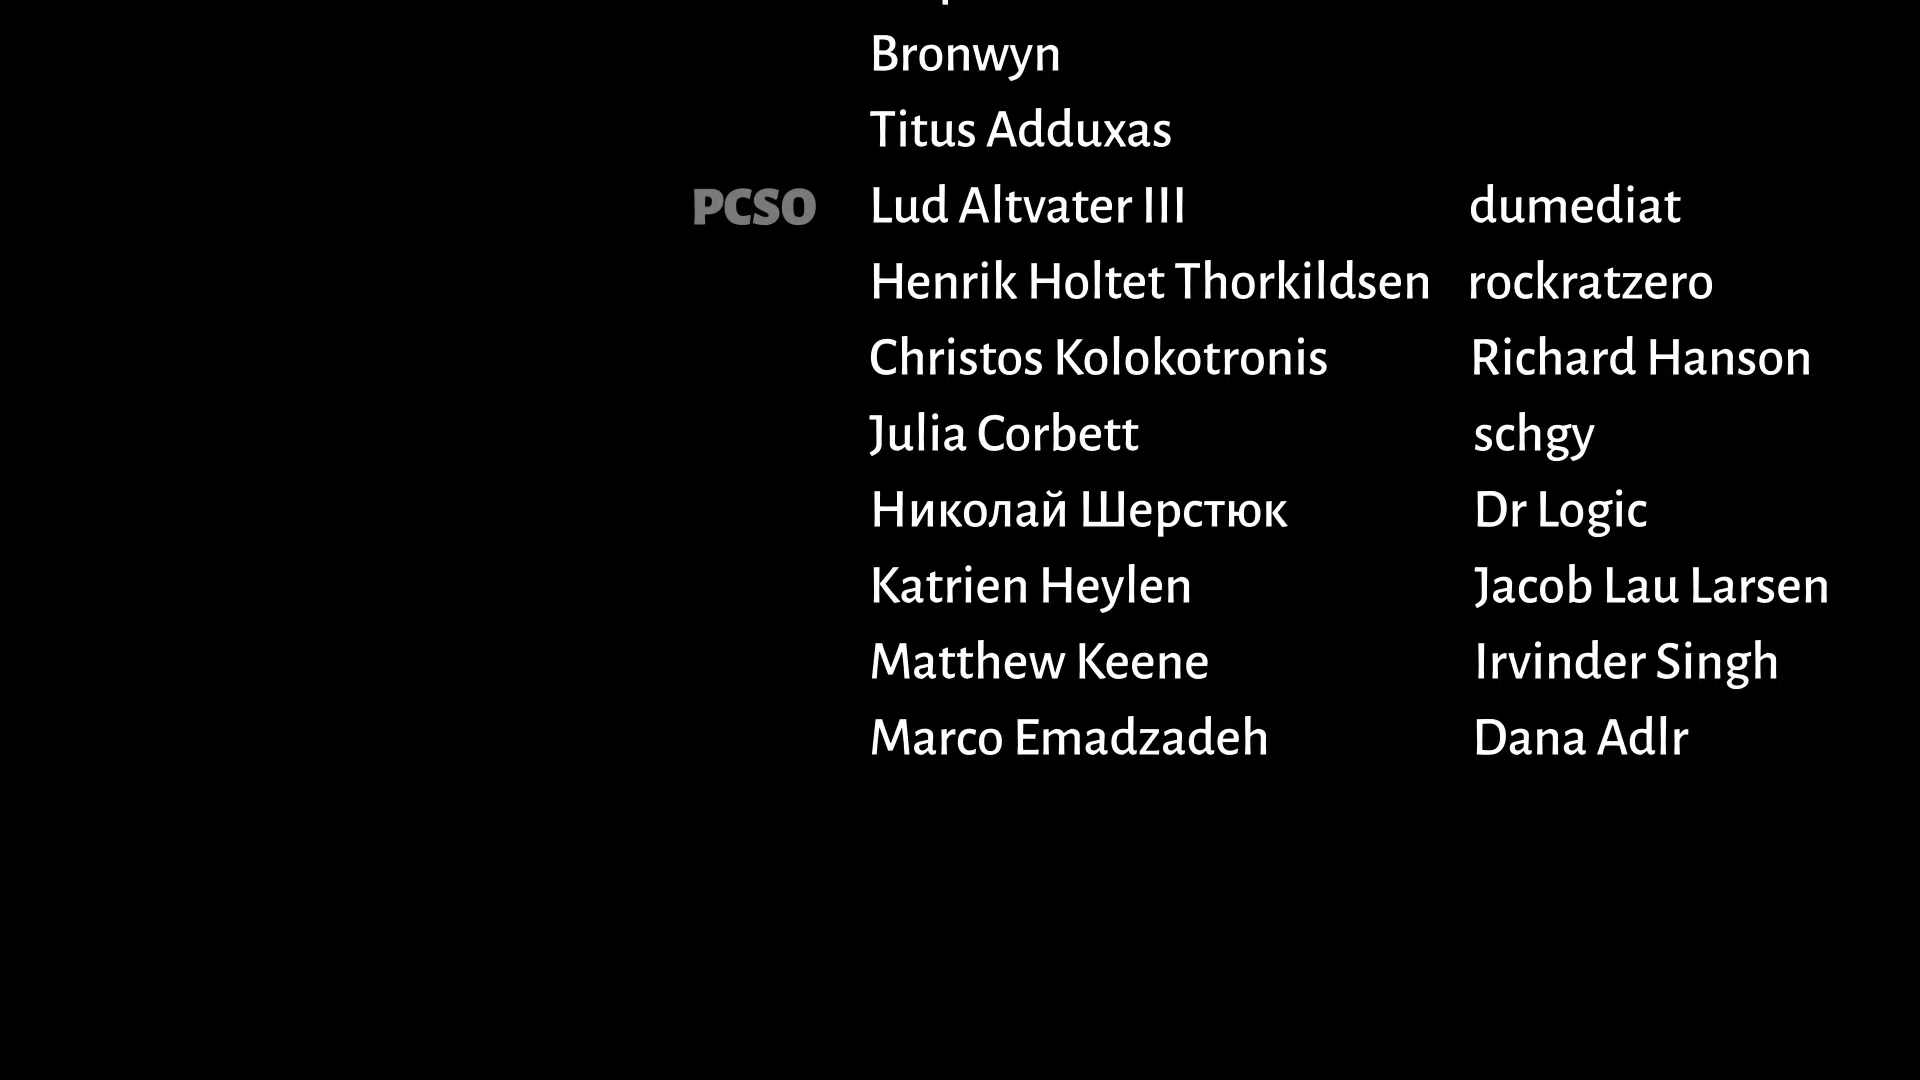 Bronwyn
Titus Adduxas
PCSO Lud Altvater III dumediat
Henrik Holtet Thorkildsen rockratzero
Christos Kolokotronis Richard Hanson
Julia Corbett schgy
Николай Шерстюк Dr Logic
Katrien Heylen Jacob Lau Larsen
Matthew Keene Irvinder Singh
Marco Emadzadeh Dana Adlr